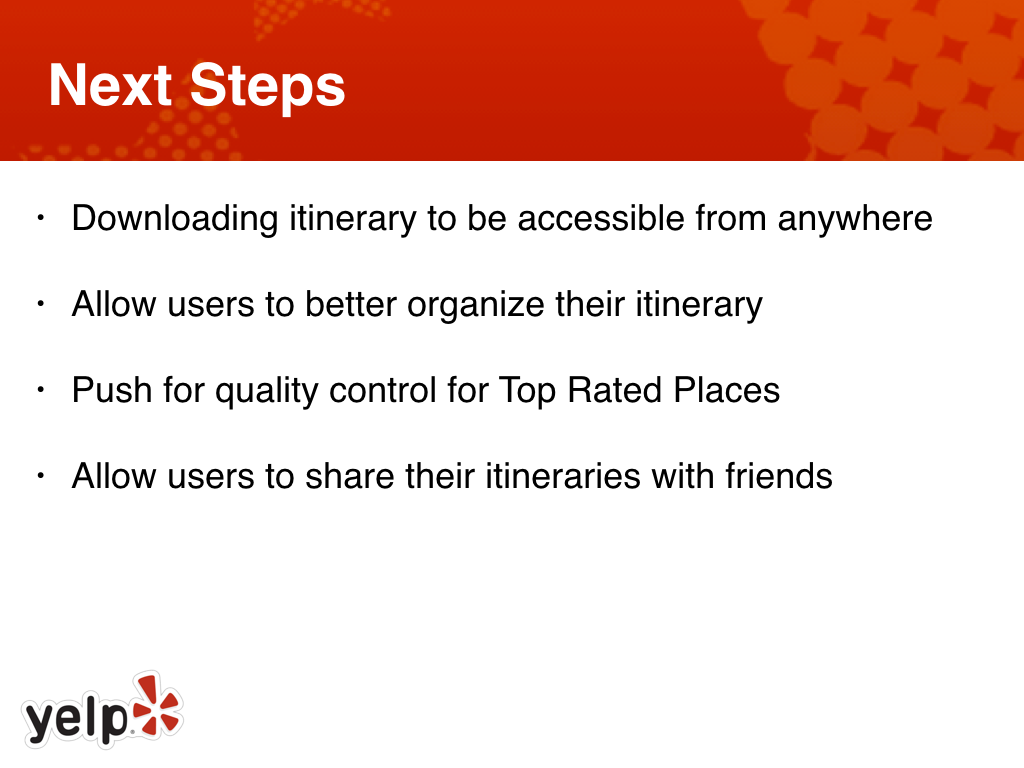 Next Steps
• Downloading itinerary to be accessible from anywhere
• Allow users to better organize their itinerary
• Push for quality control for Top Rated Places
• Allow users to share their itineraries with friends
yelp